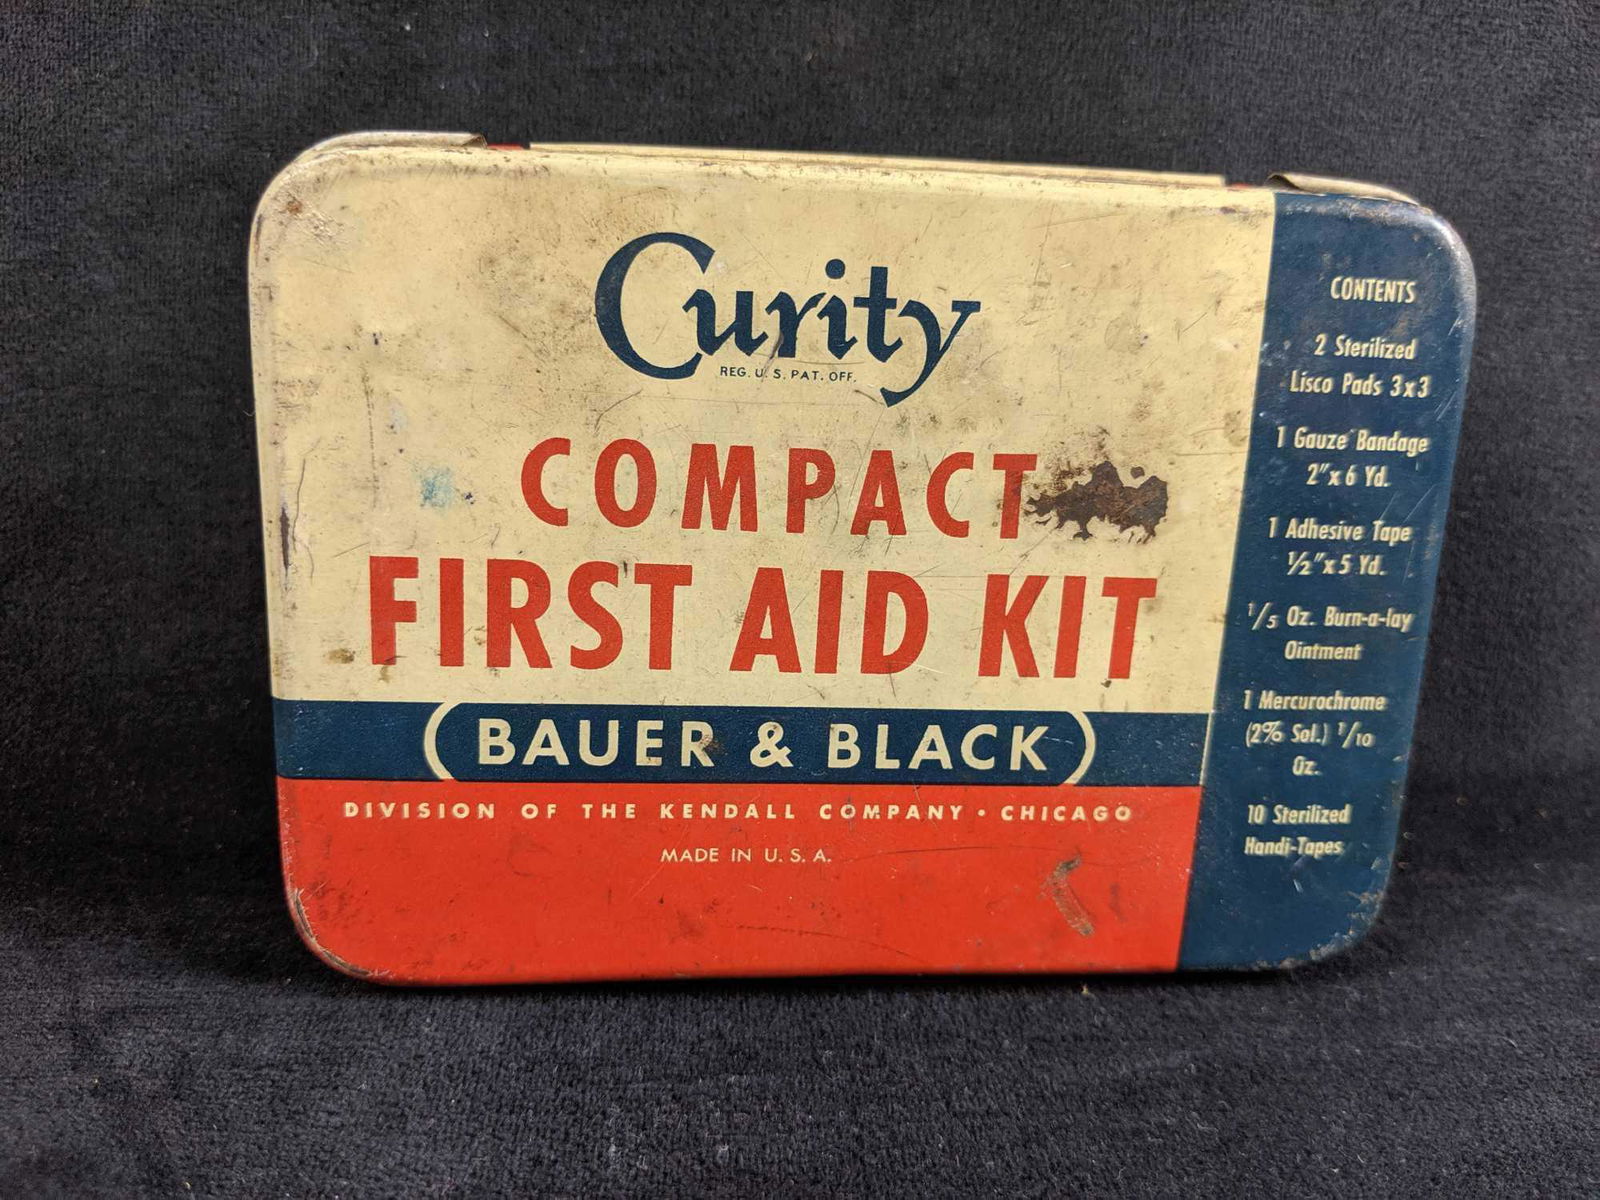 Curity
REG. U. S. PAT. OFF.
COMPACT
FIRST AID KIT
BAUER & BLACK
DIVISION OF THE KENDALL COMPANY • CHICAGO
MADE IN U. S. A.
CONTENTS
2 Sterilized
Lisco Pads 3x3
1 Gauze Bandage
2"x 6 Yd.
1 Adhesive Tape
½"x 5 Yd.
1/5 Oz. Burn-a-lay
Ointment
1 Mercurochrome
(2% Sol.) 1/10
Oz.
10 Sterilized
Handi-Tapes